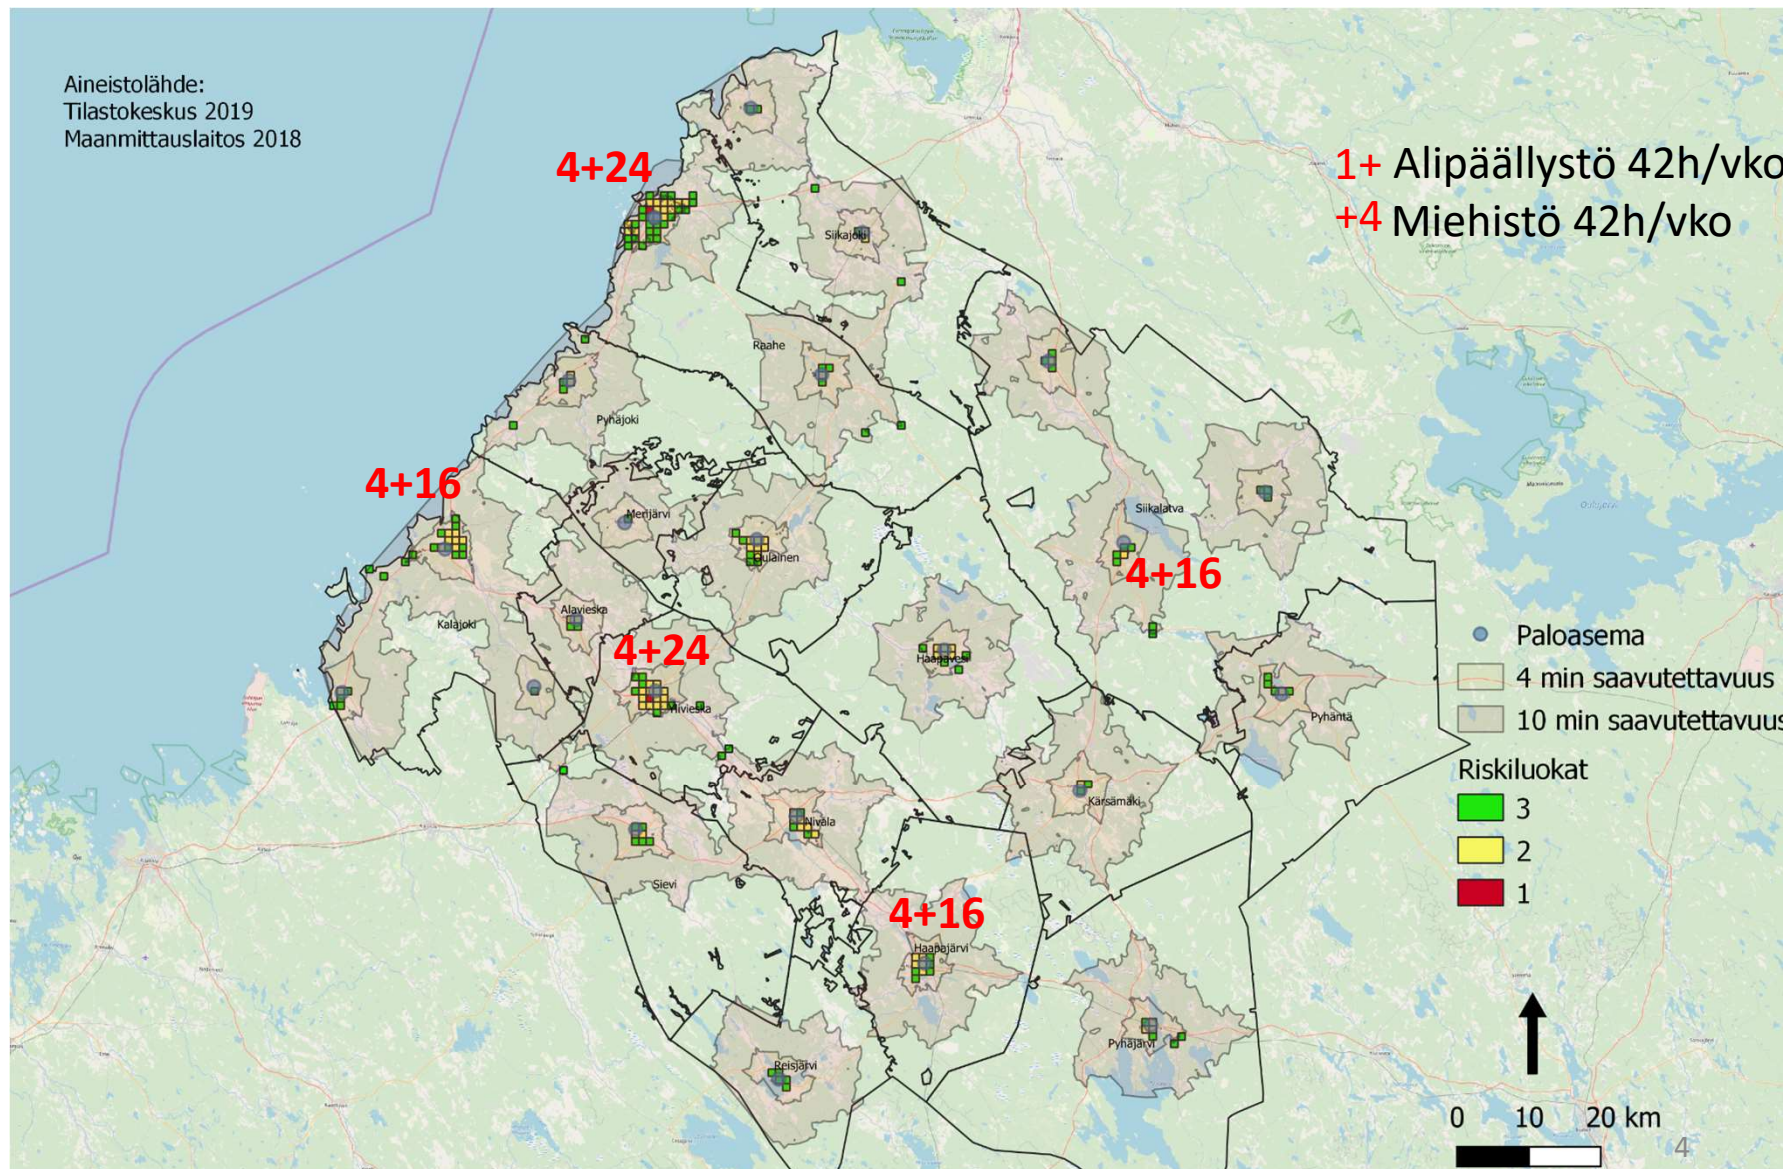 Aineistolähde:
Tilastokeskus 2019
Maanmittauslaitos 2018
4+24
1+ Alipäällystö 42h/vko
+4 Miehistö 42h/vko
Siikajoki
Raahe
Pyhäjoki
4+16
Merijärvi
Oulainen
Siikalatva
4+16
Alavieska
Kalajoki
4+24
Haapavesi
Ylivieska
Pyhäntä
Kärsämäki
Nivala
Sievi
4+16
Haapajärvi
Pyhäjärvi
Reisjärvi
Paloasema
4 min saavutettavuus
10 min saavutettavuus
Riskiluokat
3
2
1
0 10 20 km
4